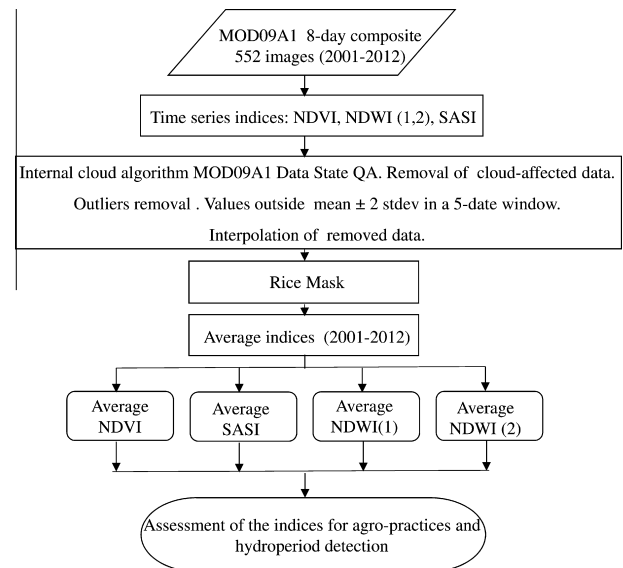 MOD09A1 8-day composite
552 images (2001-2012)
Time series indices: NDVI, NDWI (1,2), SASI
Internal cloud algorithm MOD09A1 Data State QA. Removal of cloud-affected data.
Outliers removal . Values outside mean ± 2 stdev in a 5-date window.
Interpolation of removed data.
Rice Mask
Average indices (2001-2012)
Average
NDVI
Average
SASI
Average
NDWI(1)
Average
NDWI (2)
Assessment of the indices for agro-practices and
hydroperiod detection